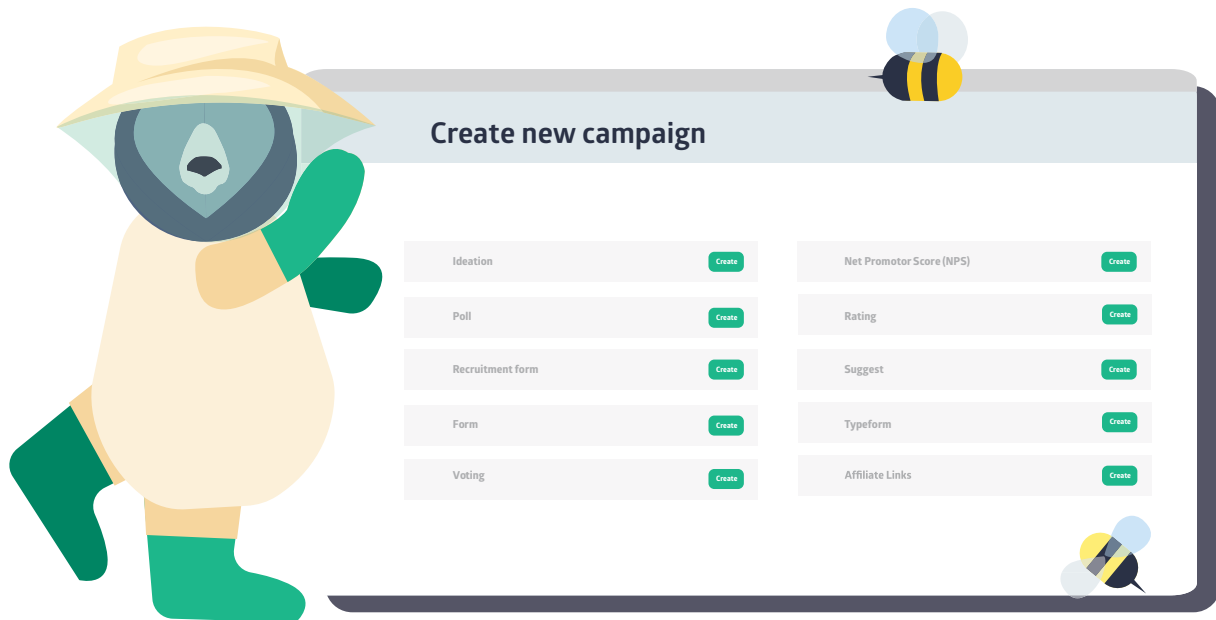 Create new campaign
Ideation Create
Poll Create
Recruitment form Create
Form Create
Voting Create
Net Promotor Score (NPS) Create
Rating Create
Suggest Create
Typeform Create
Affiliate Links Create